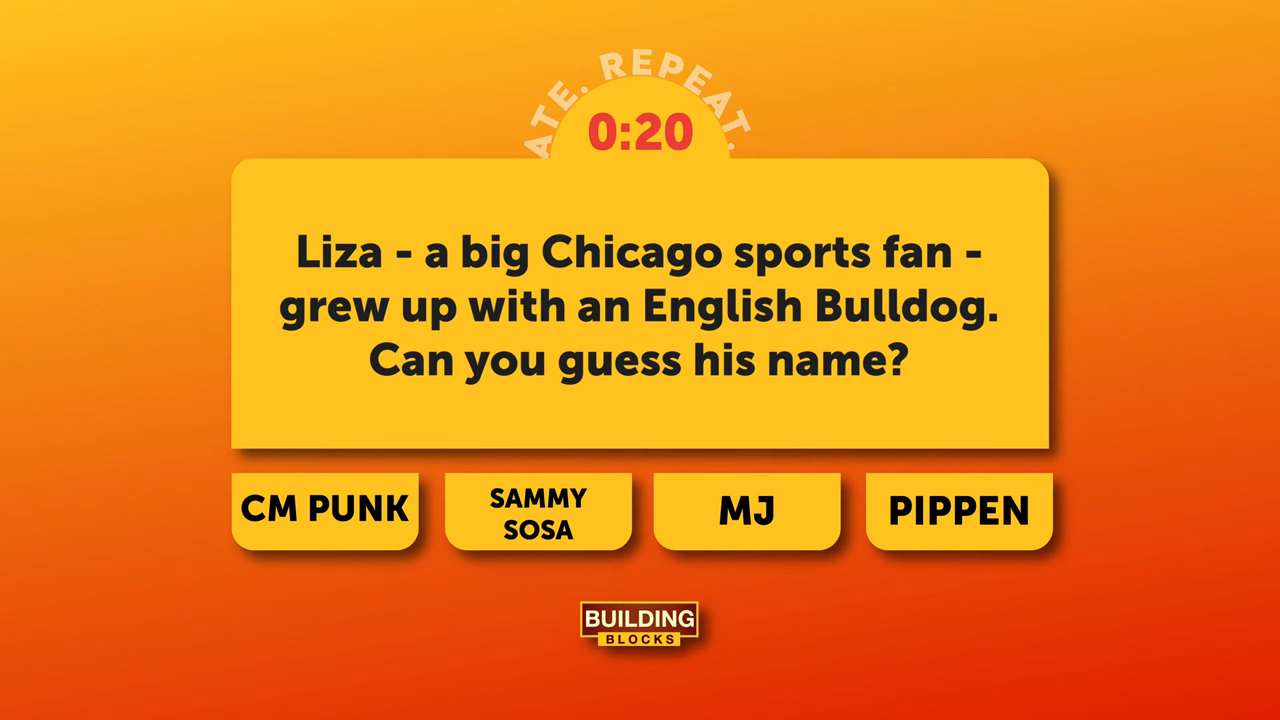 ATE. REPEAT.
0:20
Liza - a big Chicago sports fan -
grew up with an English Bulldog.
Can you guess his name?
CM PUNK
SAMMY
SOSA
MJ
PIPPEN
BUILDING
BLOCKS